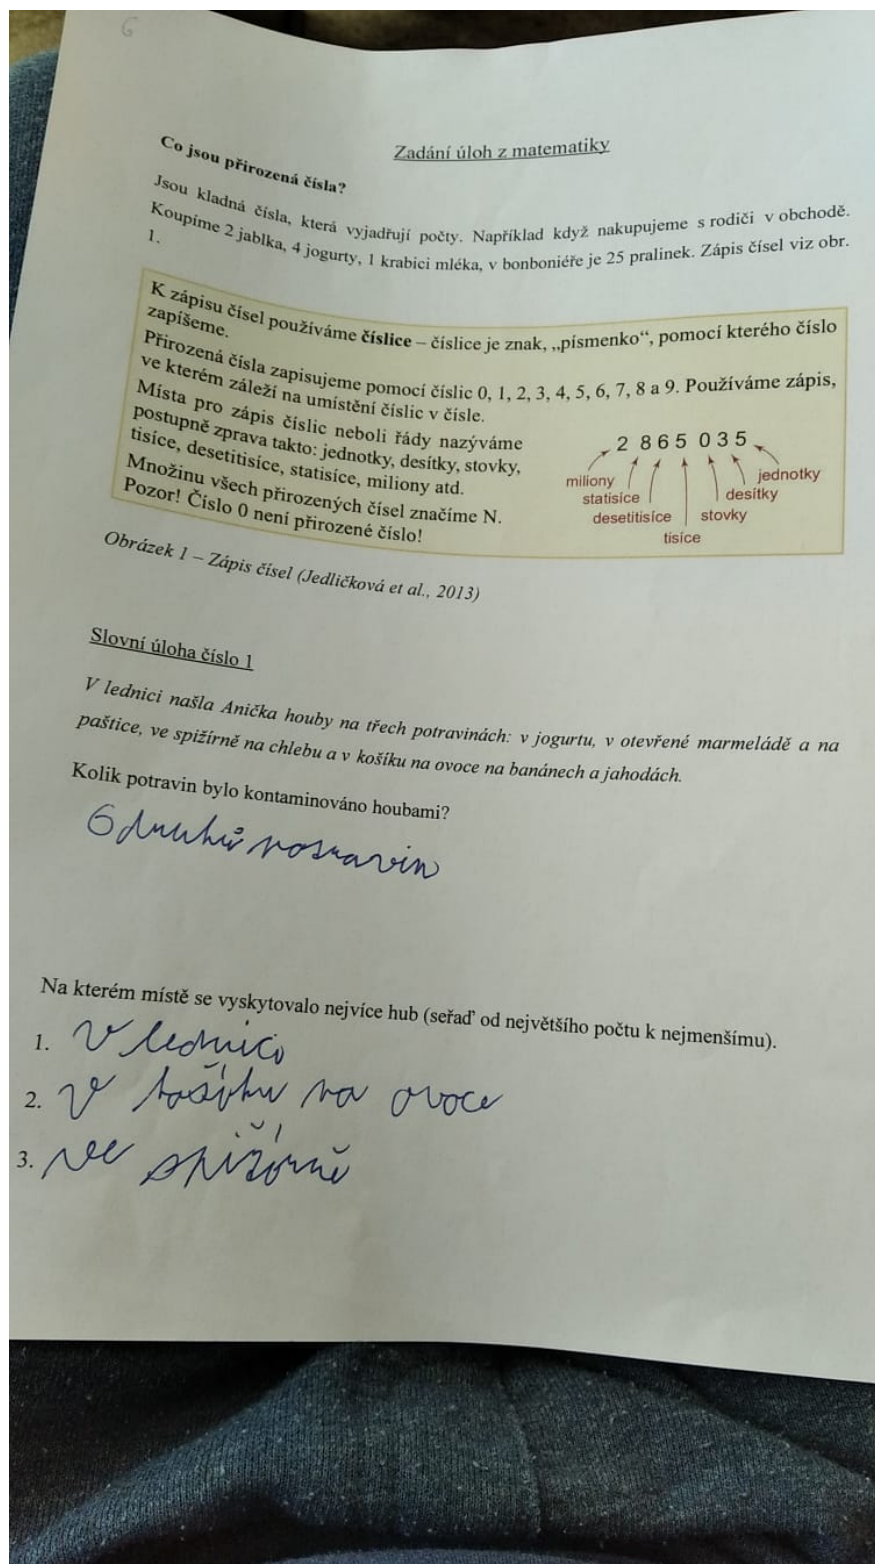 6
Zadání úloh z matematiky
Co jsou přirozená čísla?
Jsou kladná čísla, která vyjadřují počty. Například když nakupujeme s rodiči v obchodě.
Koupíme 2 jablka, 4 jogurty, 1 krabici mléka, v bonboniéře je 25 pralinek. Zápis čísel viz obr.
1.
K zápisu čísel používáme číslice – číslice je znak, „písmenko“, pomocí kterého číslo
zapíšeme.
Přirozená čísla zapisujeme pomocí číslic 0, 1, 2, 3, 4, 5, 6, 7, 8 a 9. Používáme zápis,
ve kterém záleží na umístění číslic v čísle.
Místa pro zápis číslic neboli řády nazýváme
postupně zprava takto: jednotky, desítky, stovky,
tisíce, desetitisíce, statisíce, miliony atd.
Množinu všech přirozených čísel značíme N.
Pozor! Číslo 0 není přirozené číslo!
2 865 035
miliony
jednotky
statisíce
desítky
desetitisíce
stovky
tisíce
Obrázek 1 – Zápis čísel (Jedličková et al., 2013)
Slovní úloha číslo 1
V lednici našla Anička houby na třech potravinách: v jogurtu, v otevřené marmeládě a na
paštice, ve spižírně na chlebu a v košíku na ovoce na banánech a jahodách.
Kolik potravin bylo kontaminováno houbami?
6 druhů potravin
Na kterém místě se vyskytovalo nejvíce hub (seřaď od největšího počtu k nejmenšímu).
1. V lednici
2. V košíku na ovoce
3. ve spižírně